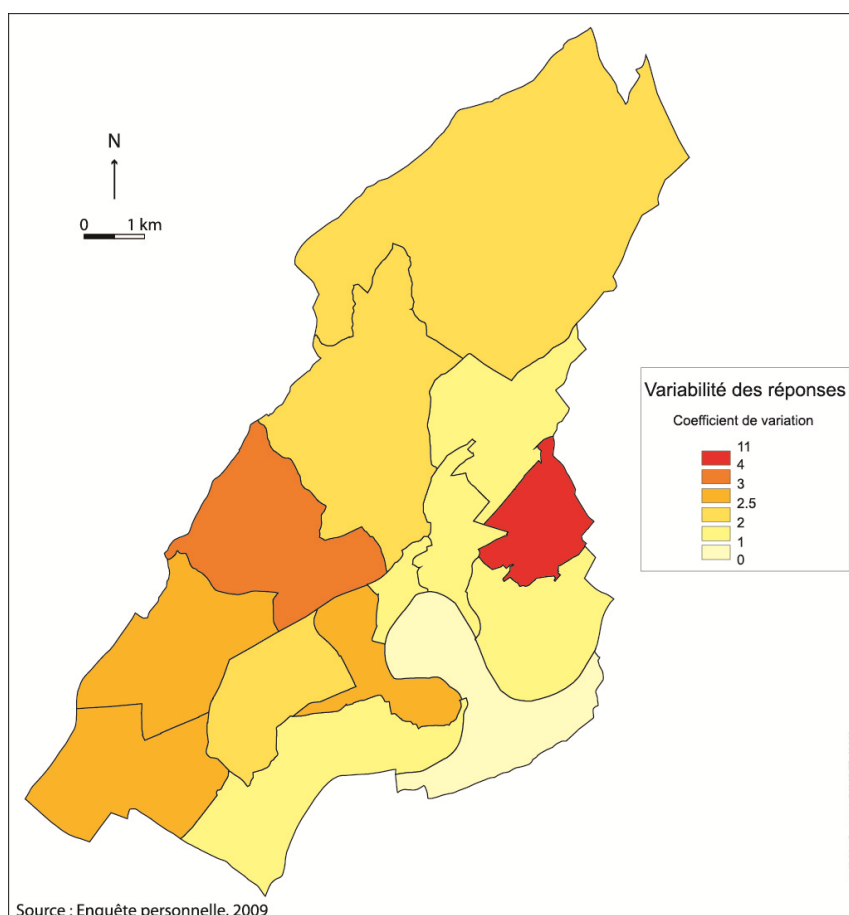 N
0 1 km
Variabilité des réponses
Coefficient de variation
11
4
3
2.5
2
1
0
Source : Enquête personnelle, 2009